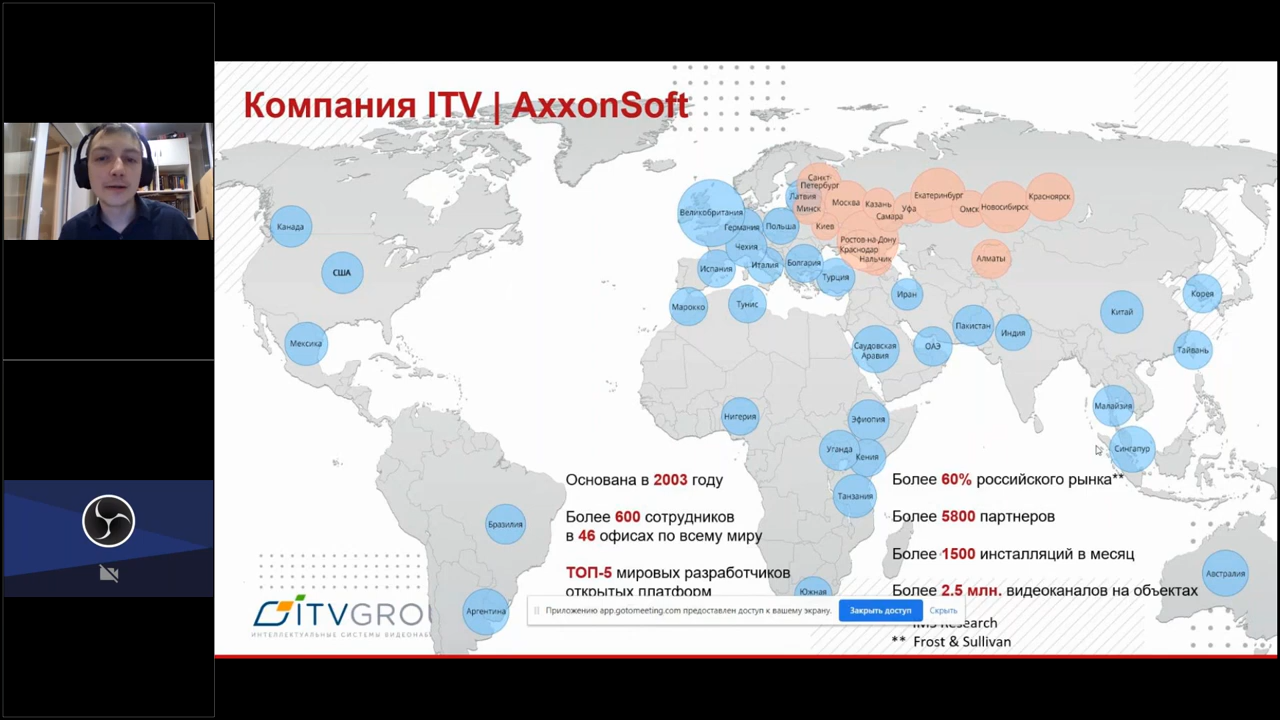 Компания ITV | AxxonSoft
Санкт-
Петербург
Латвия
Минск
Москва
Казань
Самара
Уфа
Екатеринбург
Омск
Новосибирск
Красноярск
Великобритания
Германия
Польша
Киев
Канада
Чехия
Ростов-на-Дону
Краснодар
Нальчик
Алматы
США
Испания
Италия
Болгария
Турция
Марокко
Тунис
Иран
Корея
Китай
Мексика
Саудовская
Аравия
ОАЭ
Пакистан
Индия
Тайвань
Нигерия
Эфиопия
Малайзия
Уганда
Кения
Сингапур
Танзания
Бразилия
Австралия
Аргентина
Южная
Основана в 2003 году
Более 600 сотрудников
в 46 офисах по всему миру
ТОП-5 мировых разработчиков
открытых платформ
Более 60% российского рынка**
Более 5800 партнеров
Более 1500 инсталляций в месяц
Более 2.5 млн. видеоканалов на объектах
Приложению app.gotomeeting.com предоставлен доступ к вашему экрану.
Закрыть доступ
Скрыть
IMS Research
** Frost & Sullivan
ITVGROU
ИНТЕЛЛЕКТУАЛЬНЫЕ СИСТЕМЫ ВИДЕОНАБ